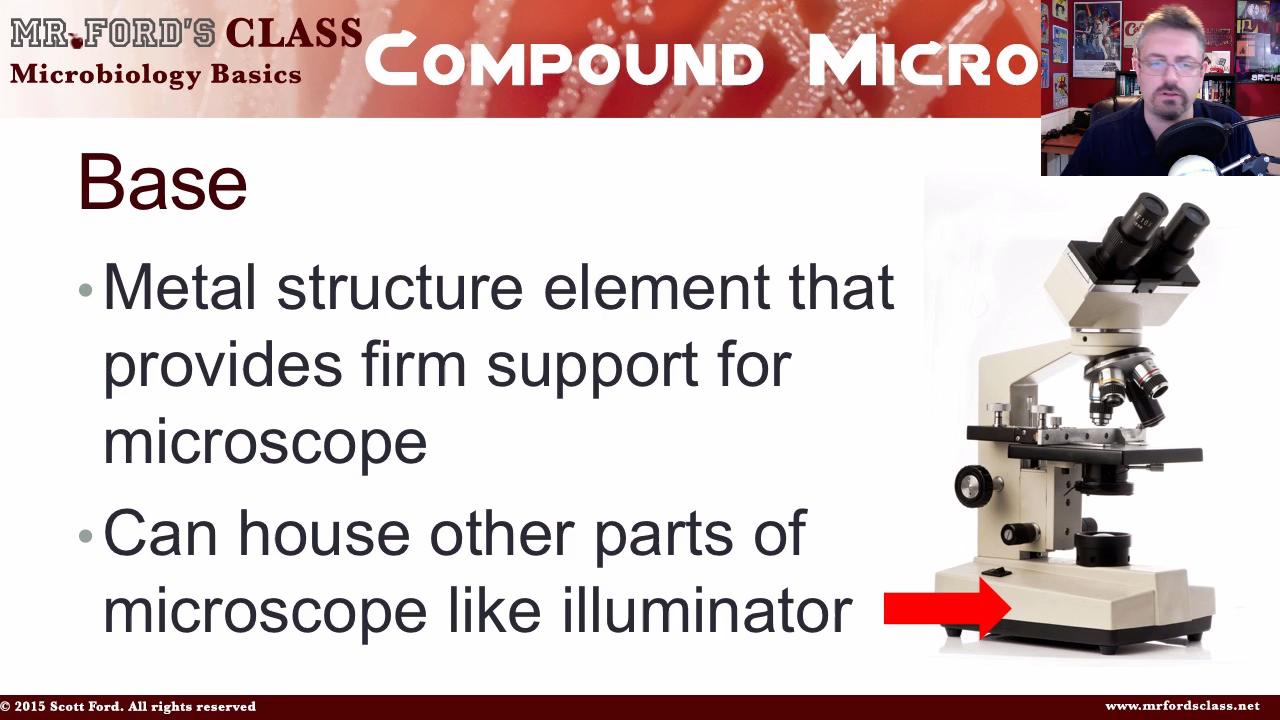 MR. FORD'S CLASS
Microbiology Basics
COMPOUND MICRO
Base
• Metal structure element that
provides firm support for
microscope
• Can house other parts of
microscope like illuminator
© 2015 Scott Ford. All rights reserved
www.mrfordsclass.net